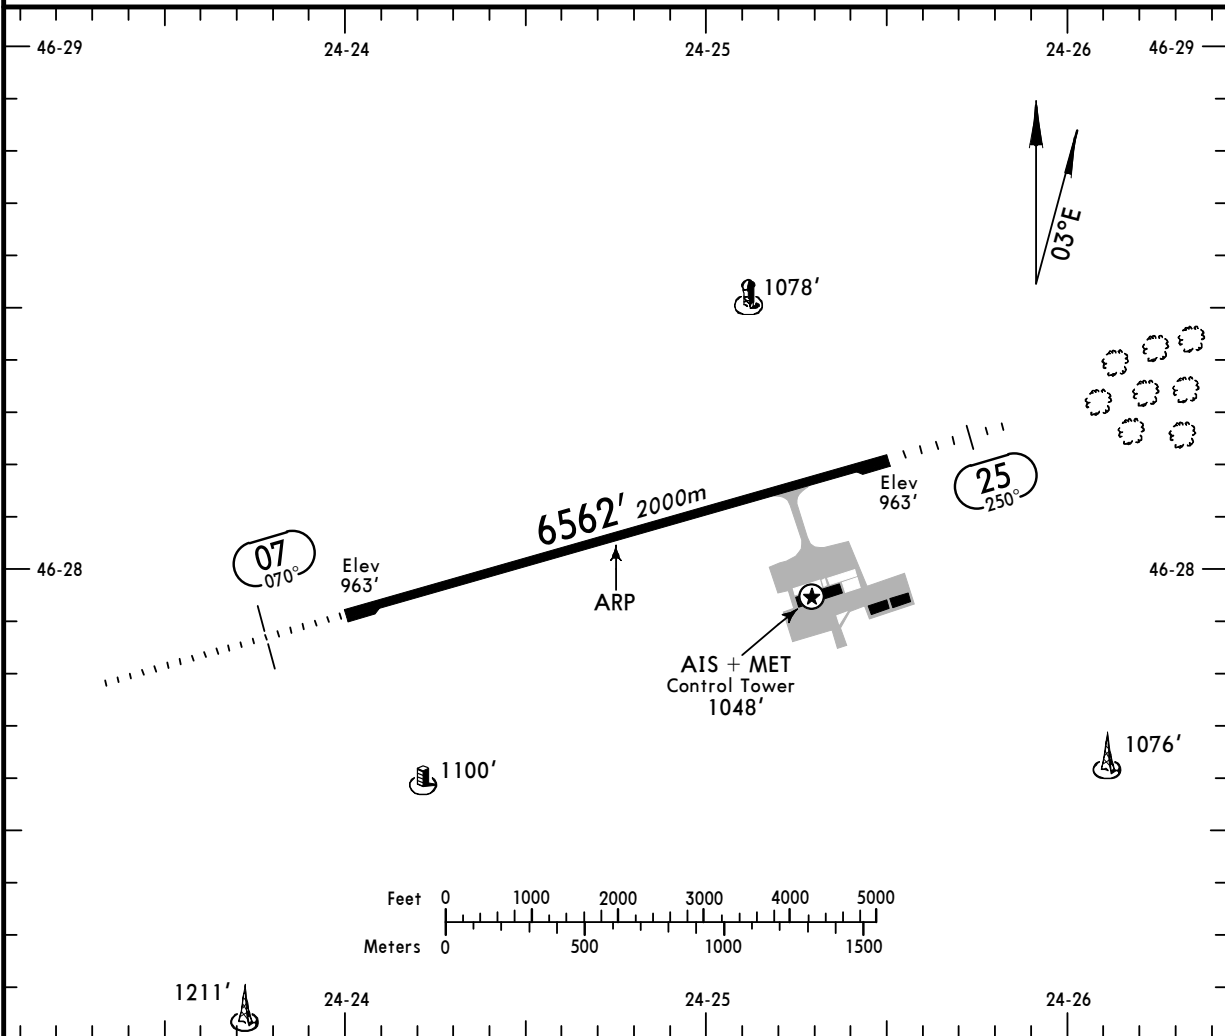 46-29
24-24
24-25
24-26
46-29
03°E
1078'
6562' 2000m
25
250°
Elev
963'
07
070°
Elev
963'
46-28
46-28
ARP
AIS + MET
Control Tower
1048'
1076'
1100'
Feet 0 1000 2000 3000 4000 5000
Meters 0 500 1000 1500
1211'
24-24
24-25
24-26